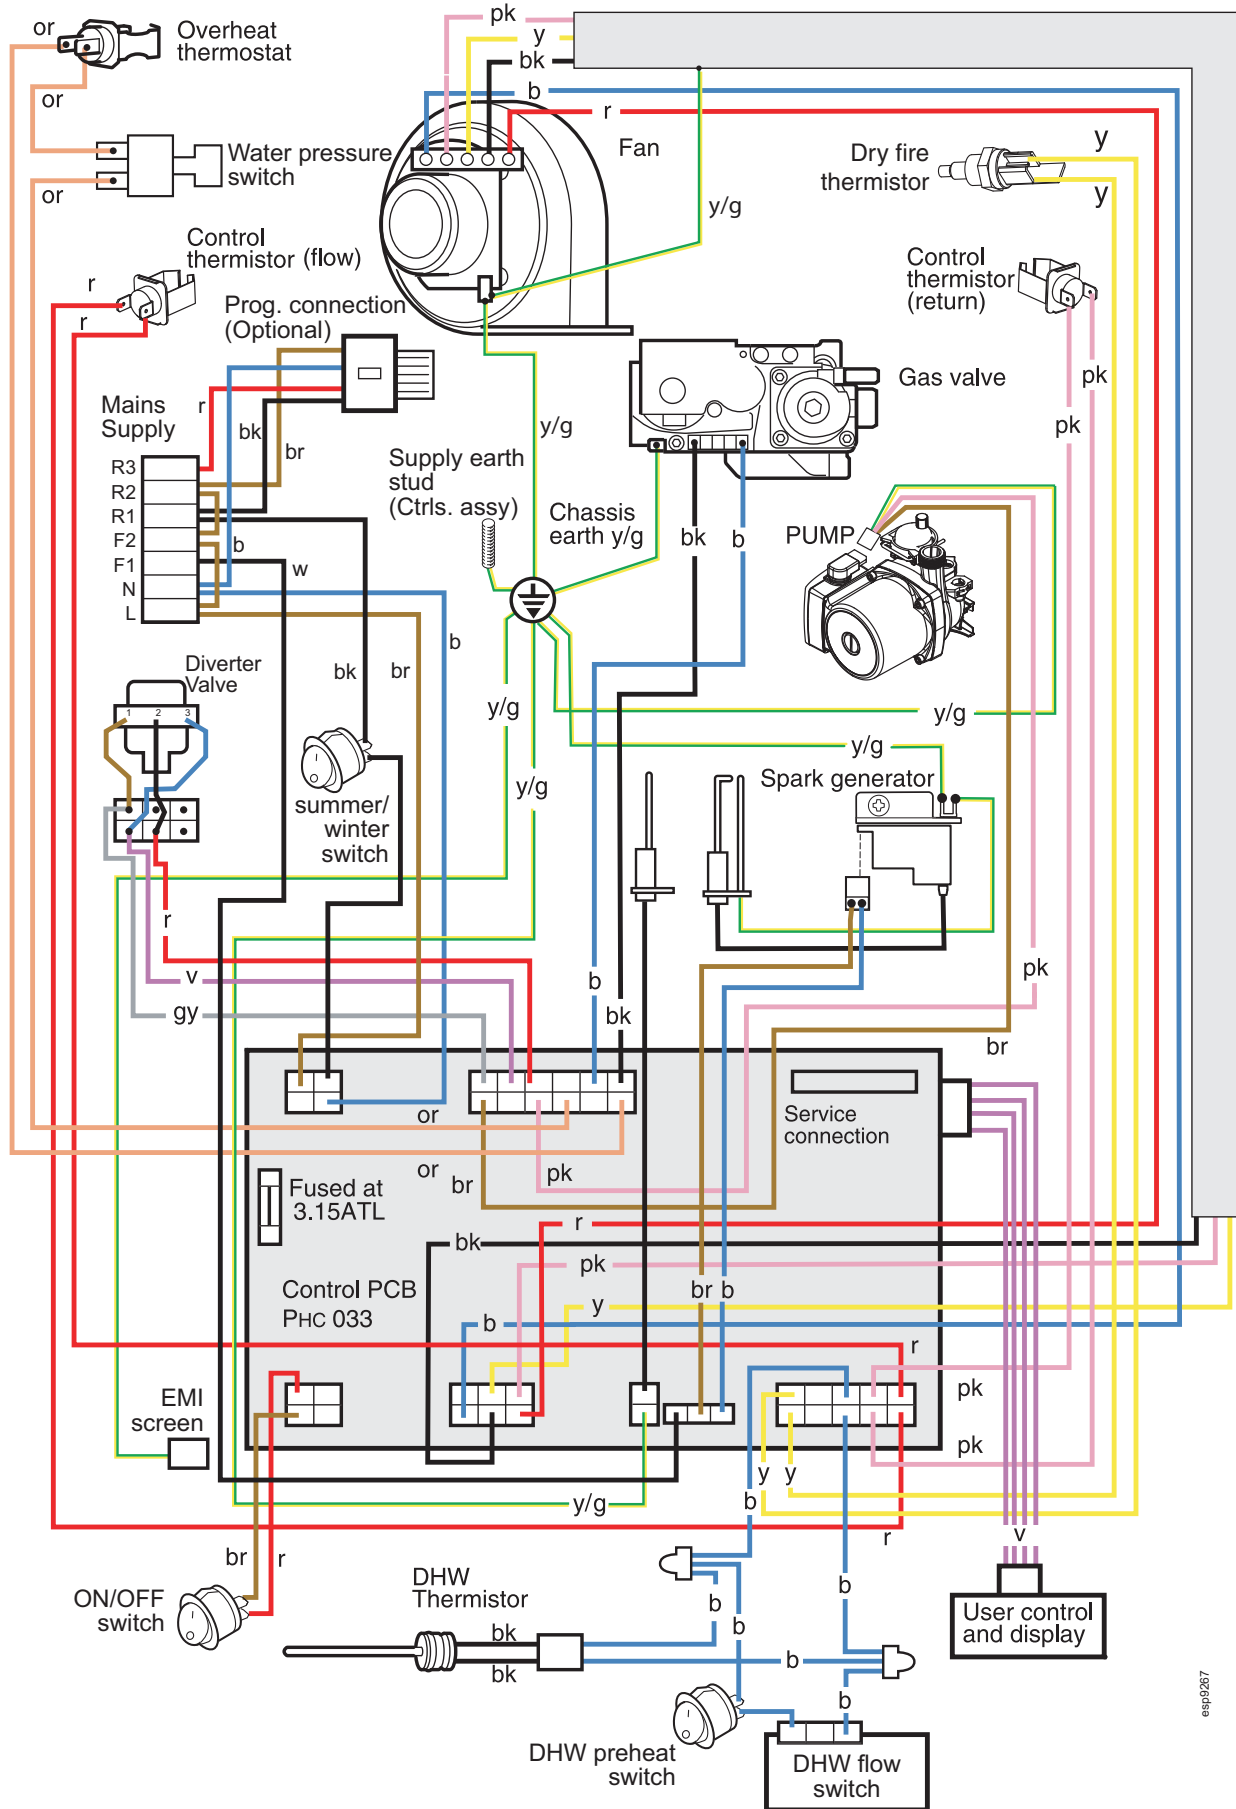 or
Overheat
thermostat
pk
y
bk
b
r
or
Water pressure
switch
or
Fan
Dry fire
thermistor
y
y
y/g
Control
thermistor (flow)
r
r
Prog. connection
(Optional)
Control
thermistor
(return)
pk
pk
Gas valve
Mains
Supply
r
bk
br
R3
R2
R1
F2
F1
N
L
b
w
y/g
Supply earth
stud
(Ctrls. assy)
Chassis
earth y/g
bk
b
PUMP
b
Diverter
Valve
1
2
3
bk
br
y/g
y/g
y/g
y/g
Spark generator
summer/
winter
switch
r
v
gy
b
bk
pk
br
Service
connection
or
or
br
pk
Fused at
3.15ATL
r
bk
pk
Control PCB
PHC 033
br
b
y
b
r
pk
pk
EMI
screen
y
y
b
y/g
r
v
br
r
ON/OFF
switch
DHW
Thermistor
bk
bk
b
b
b
b
b
User control
and display
DHW preheat
switch
DHW flow
switch
esp9267